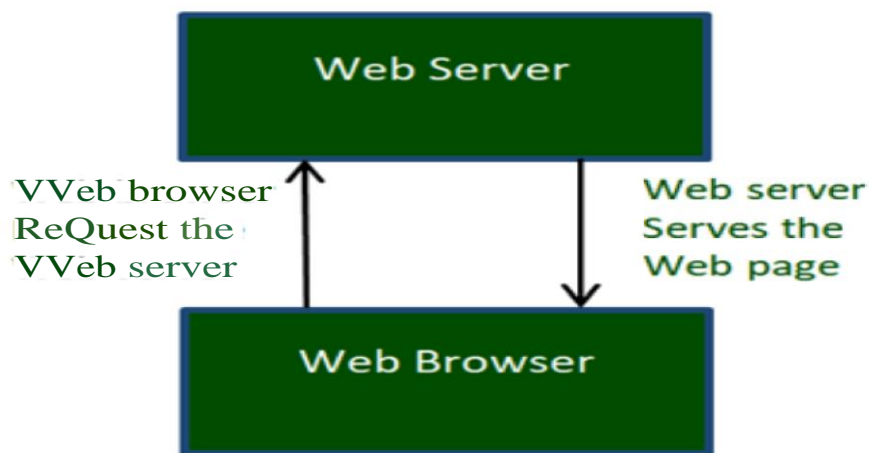 Web Server
VVeb browser
ReQuest the
VVeb server
Web server
Serves the
Web page
Web Browser